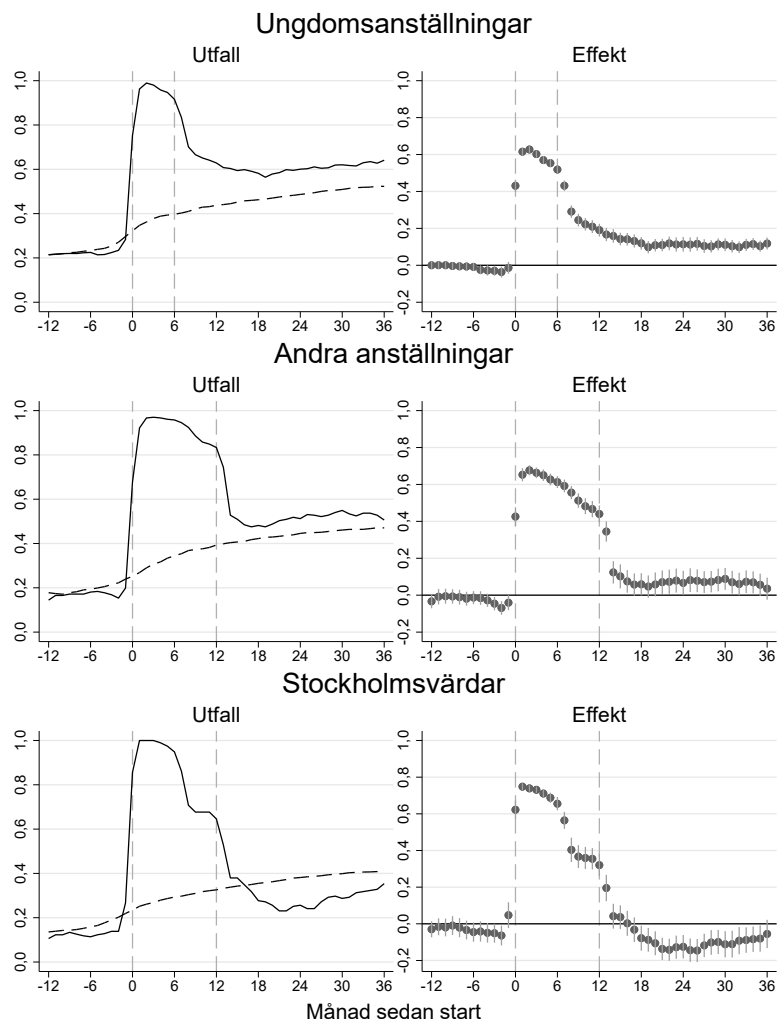 Ungdomsanställningar
Utfall
0,0 0,2 0,4 0,6 0,8 1,0
-12 -6 0 6 12 18 24 30 36
Effekt
-0,2 0,0 0,2 0,4 0,6 0,8 1,0
-12 -6 0 6 12 18 24 30 36
Andra anställningar
Utfall
0,0 0,2 0,4 0,6 0,8 1,0
-12 -6 0 6 12 18 24 30 36
Effekt
-0,2 0,0 0,2 0,4 0,6 0,8 1,0
-12 -6 0 6 12 18 24 30 36
Stockholmsvärdar
Utfall
0,0 0,2 0,4 0,6 0,8 1,0
-12 -6 0 6 12 18 24 30 36
Effekt
-0,2 0,0 0,2 0,4 0,6 0,8 1,0
-12 -6 0 6 12 18 24 30 36
Månad sedan start